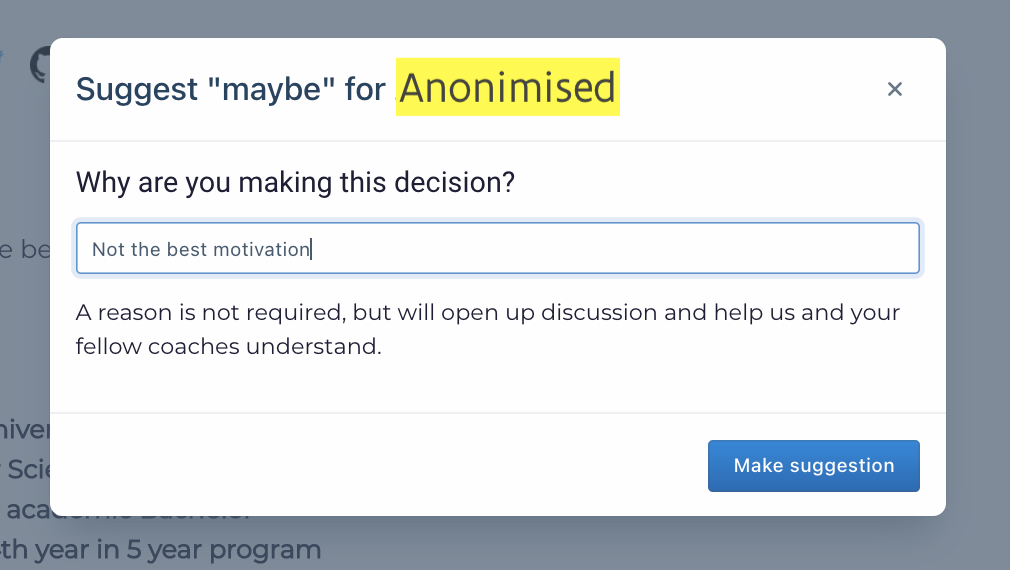 Suggest "maybe" for Anonimised
×
Why are you making this decision?
e be
Not the best motivation
A reason is not required, but will open up discussion and help us and your
fellow coaches understand.
Make suggestion
academic Bachelor
th year in 5 year program